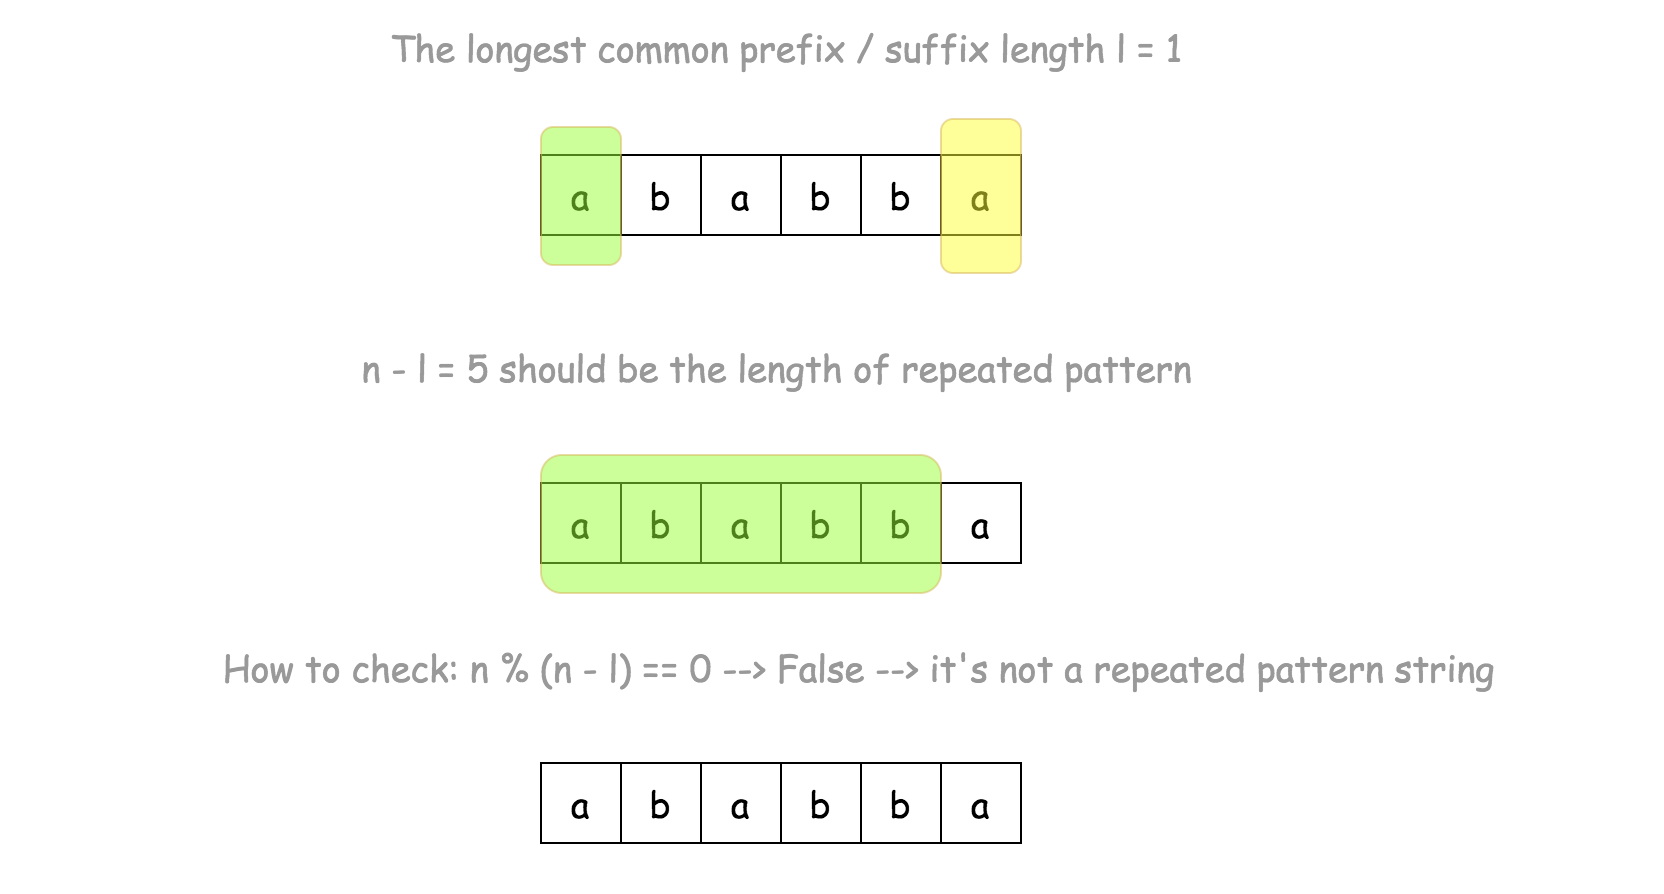 The longest common prefix / suffix length l = 1
a b a b b a
n - l = 5 should be the length of repeated pattern
a b a b b a
How to check: n % (n - l) == 0 --> False --> it's not a repeated pattern string
a b a b b a